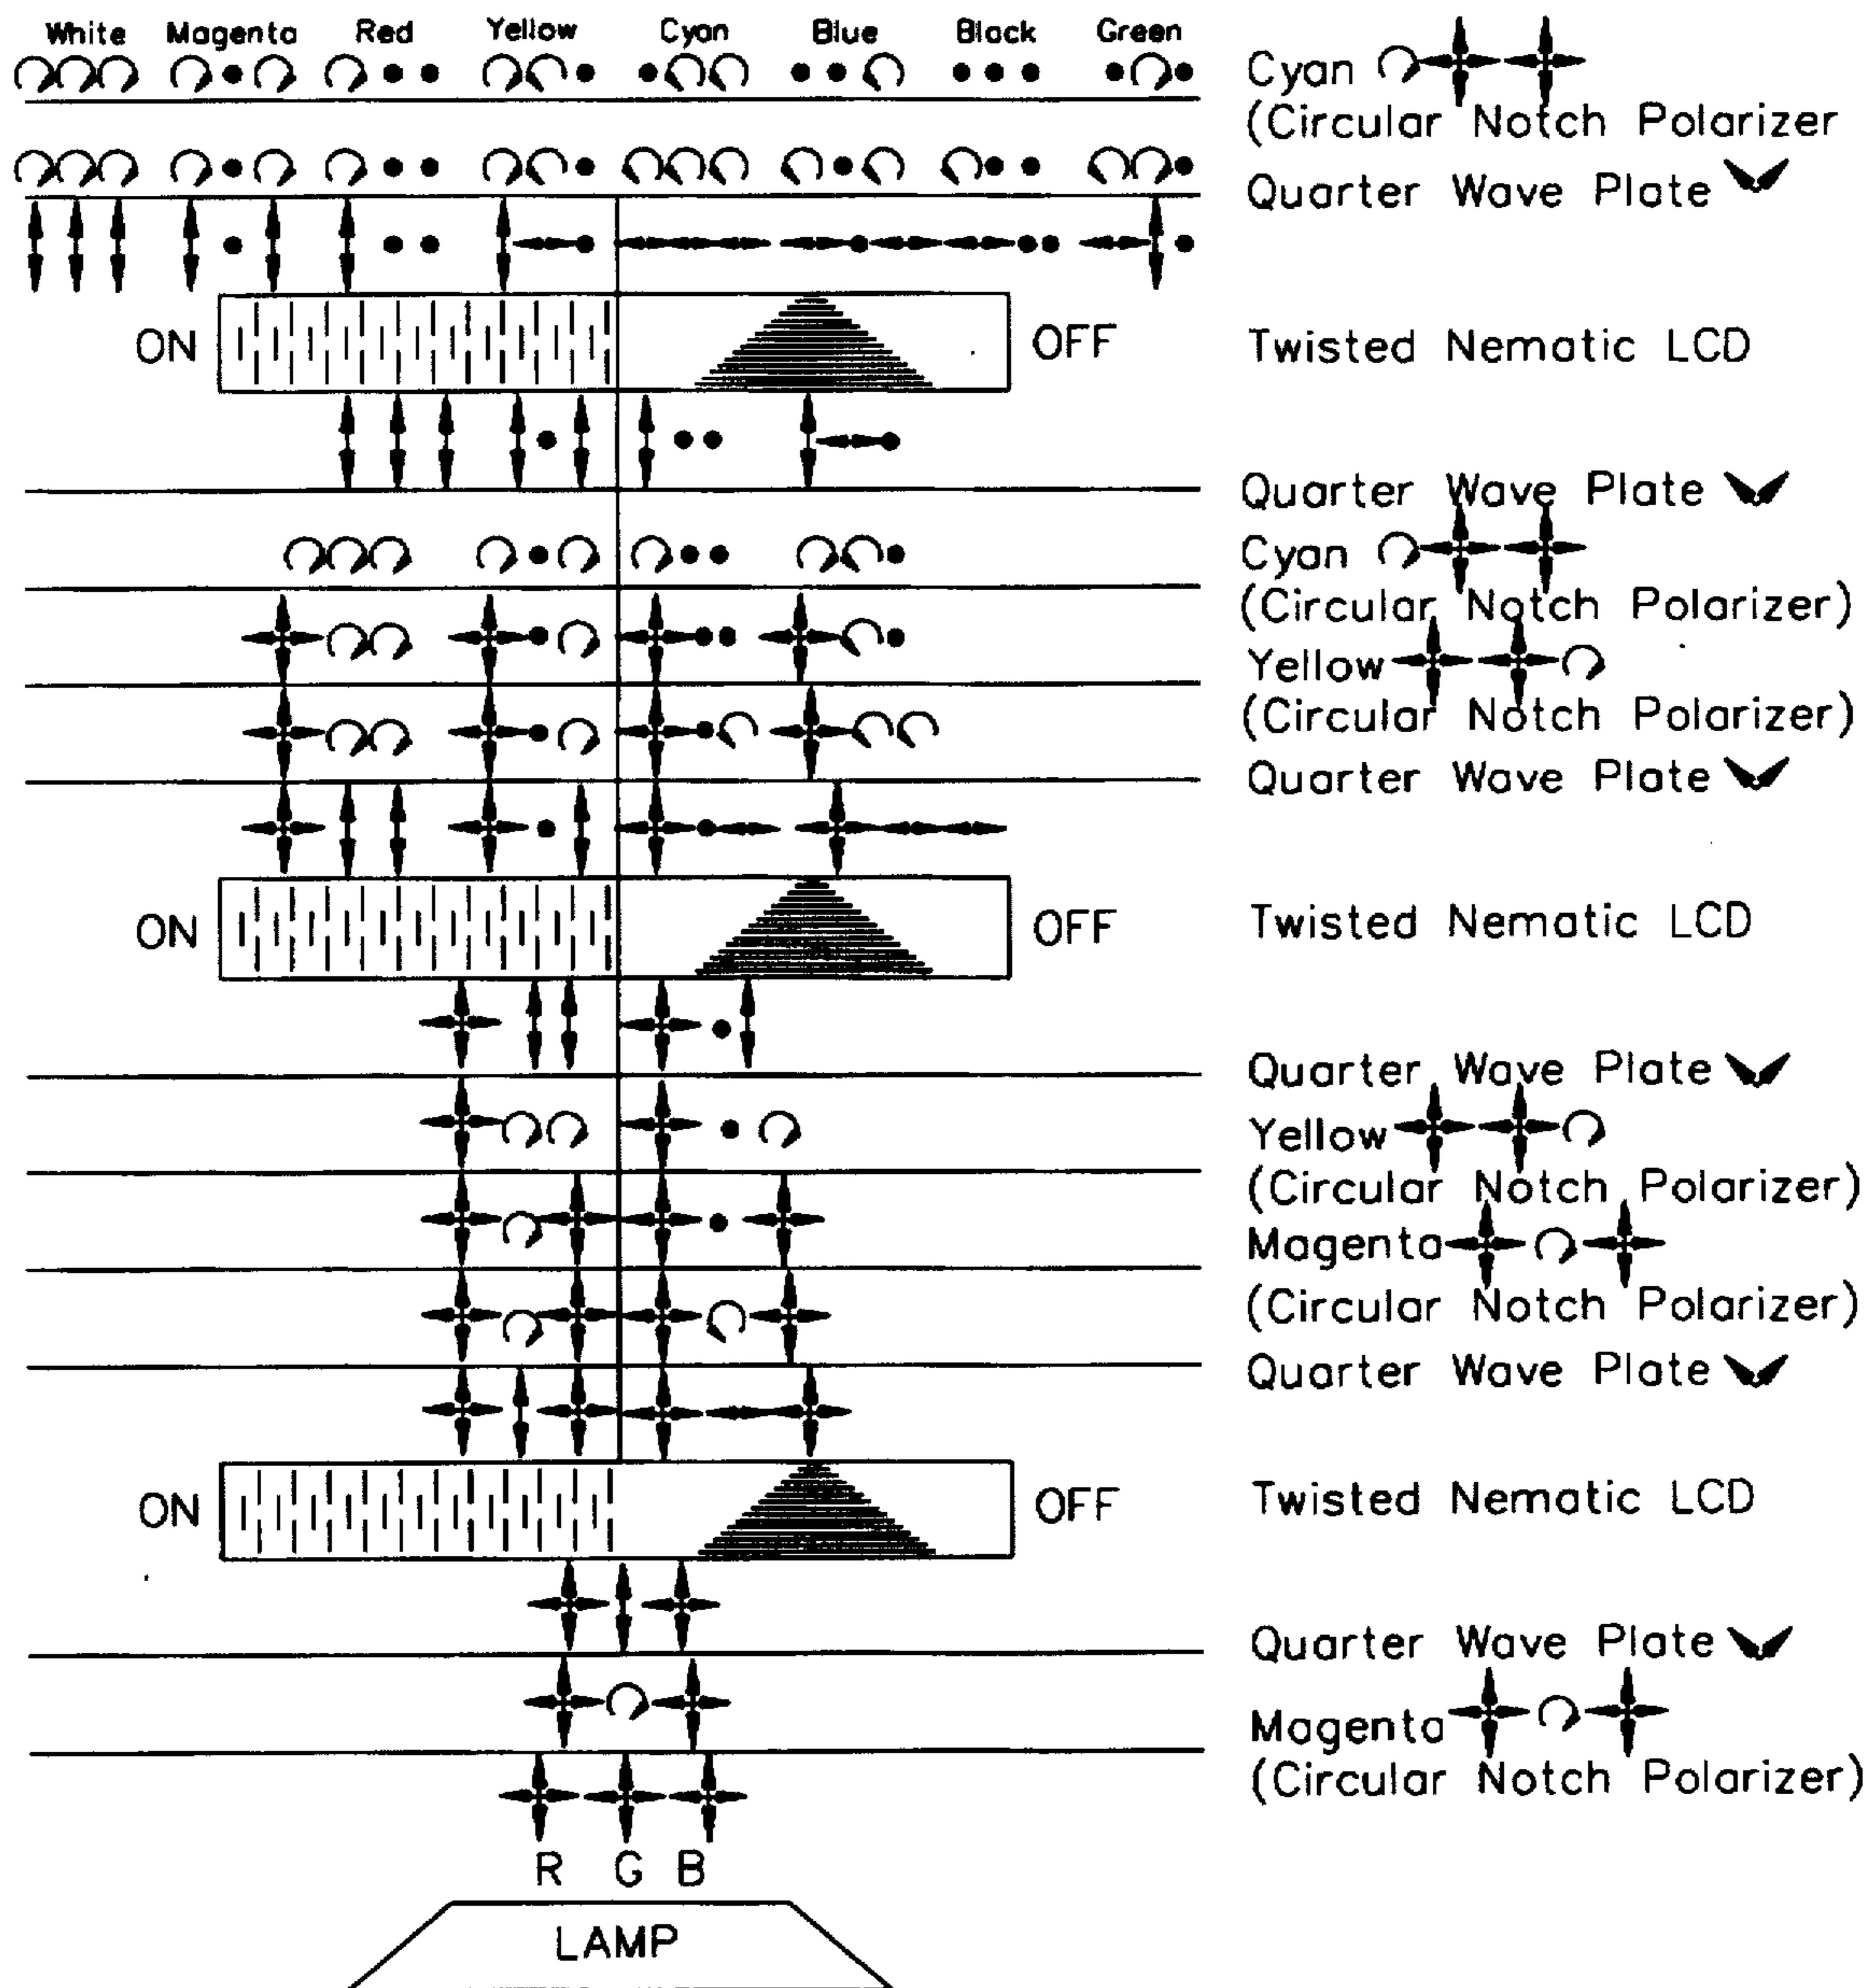 White Magenta Red Yellow Cyan Blue Black Green
Cyan
(Circular Notch Polarizer
Quarter Wave Plate
ON OFF Twisted Nematic LCD
Quarter Wave Plate
Cyan
(Circular Notch Polarizer)
Yellow
(Circular Notch Polarizer)
Quarter Wave Plate
ON OFF Twisted Nematic LCD
Quarter Wave Plate
Yellow
(Circular Notch Polarizer)
Magenta
(Circular Notch Polarizer)
Quarter Wave Plate
ON OFF Twisted Nematic LCD
Quarter Wave Plate
Magenta
(Circular Notch Polarizer)
R G B
LAMP